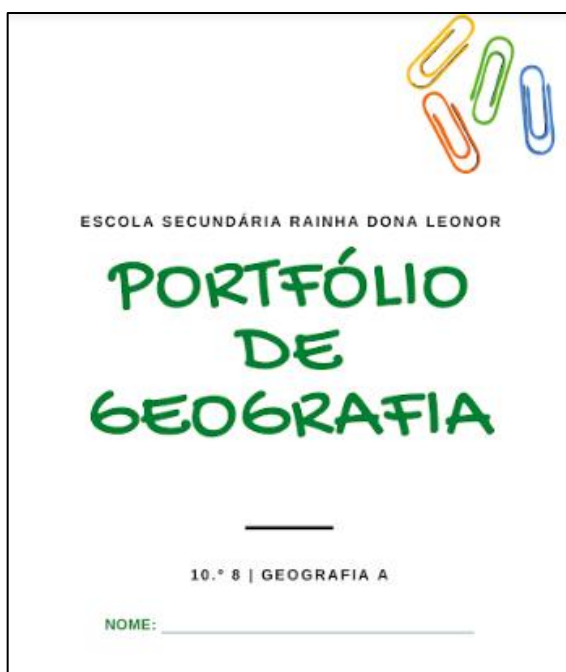 ESCOLA SECUNDÁRIA RAINHA DONA LEONOR
PORTFÓLIO
DE
GEOGRAFIA
10.º 8 | GEOGRAFIA A
NOME: